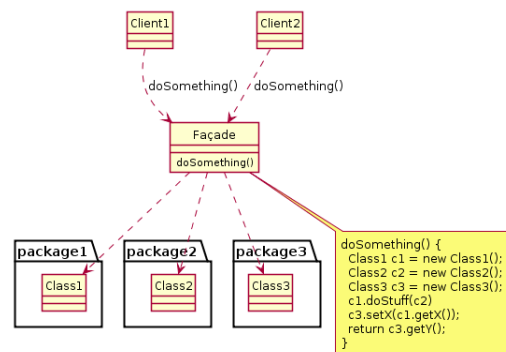 Client1
Client2
doSomething()
doSomething()
Façade
doSomething()
package1
package2
package3
Class1
Class2
Class3
doSomething() {
Class1 c1 = new Class1();
Class2 c2 = new Class2();
Class3 c3 = new Class3();
c1.doStuff(c2)
c3.setX(c1.getX());
return c3.getY();
}